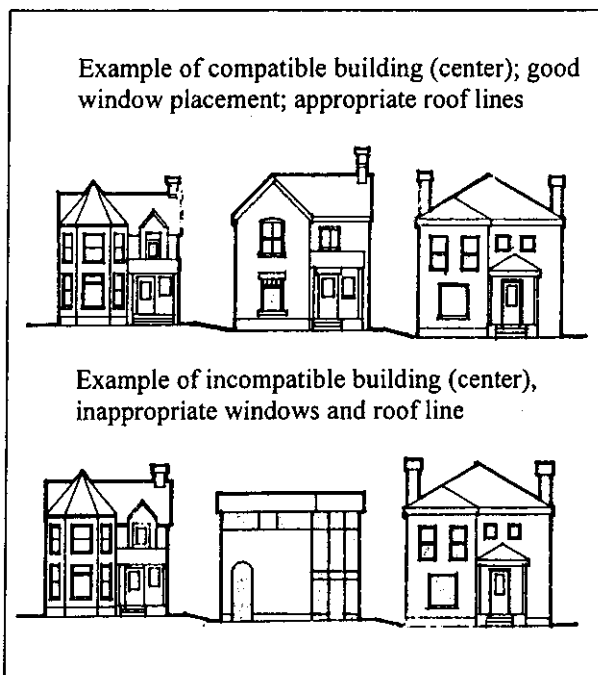 Example of compatible building (center); good
window placement; appropriate roof lines
Example of incompatible building (center),
inappropriate windows and roof line